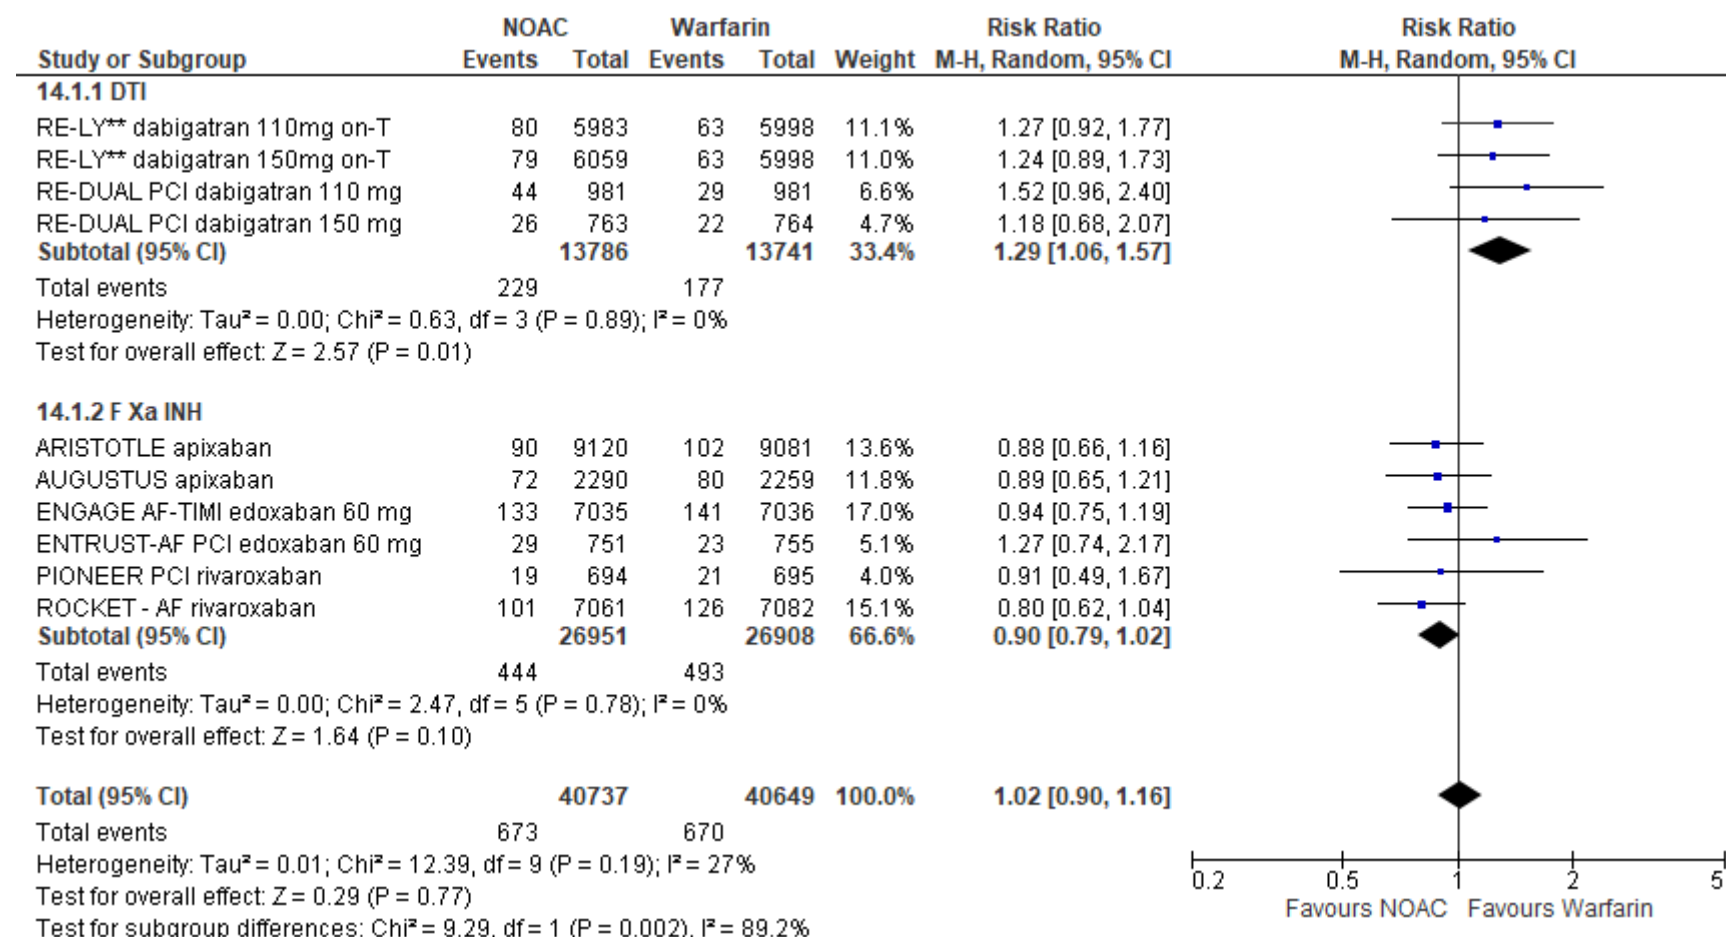 NOAC Warfarin Risk Ratio Risk Ratio
Study or Subgroup Events Total Events Total Weight M-H, Random, 95% CI M-H, Random, 95% CI
14.1.1 DTI
RE-LY** dabigatran 110mg on-T 80 5983 63 5998 11.1% 1.27 [0.92, 1.77]
RE-LY** dabigatran 150mg on-T 79 6059 63 5998 11.0% 1.24 [0.89, 1.73]
RE-DUAL PCI dabigatran 110 mg 44 981 29 981 6.6% 1.52 [0.96, 2.40]
RE-DUAL PCI dabigatran 150 mg 26 763 22 764 4.7% 1.18 [0.68, 2.07]
Subtotal (95% CI) 13786 13741 33.4% 1.29 [1.06, 1.57]
Total events 229 177
Heterogeneity: Tau² = 0.00; Chi² = 0.63, df = 3 (P = 0.89); I² = 0%
Test for overall effect: Z = 2.57 (P = 0.01)
14.1.2 F Xa INH
ARISTOTLE apixaban 90 9120 102 9081 13.6% 0.88 [0.66, 1.16]
AUGUSTUS apixaban 72 2290 80 2259 11.8% 0.89 [0.65, 1.21]
ENGAGE AF-TIMI edoxaban 60 mg 133 7035 141 7036 17.0% 0.94 [0.75, 1.19]
ENTRUST-AF PCI edoxaban 60 mg 29 751 23 755 5.1% 1.27 [0.74, 2.17]
PIONEER PCI rivaroxaban 19 694 21 695 4.0% 0.91 [0.49, 1.67]
ROCKET - AF rivaroxaban 101 7061 126 7082 15.1% 0.80 [0.62, 1.04]
Subtotal (95% CI) 26951 26908 66.6% 0.90 [0.79, 1.02]
Total events 444 493
Heterogeneity: Tau² = 0.00; Chi² = 2.47, df = 5 (P = 0.78); I² = 0%
Test for overall effect: Z = 1.64 (P = 0.10)
Total (95% CI) 40737 40649 100.0% 1.02 [0.90, 1.16]
Total events 673 670
Heterogeneity: Tau² = 0.01; Chi² = 12.39, df = 9 (P = 0.19); I² = 27%
Test for overall effect: Z = 0.29 (P = 0.77)
Test for subgroup differences: Chi² = 9.29, df = 1 (P = 0.002), I² = 89.2%
0.2 0.5 1 2 5
Favours NOAC Favours Warfarin